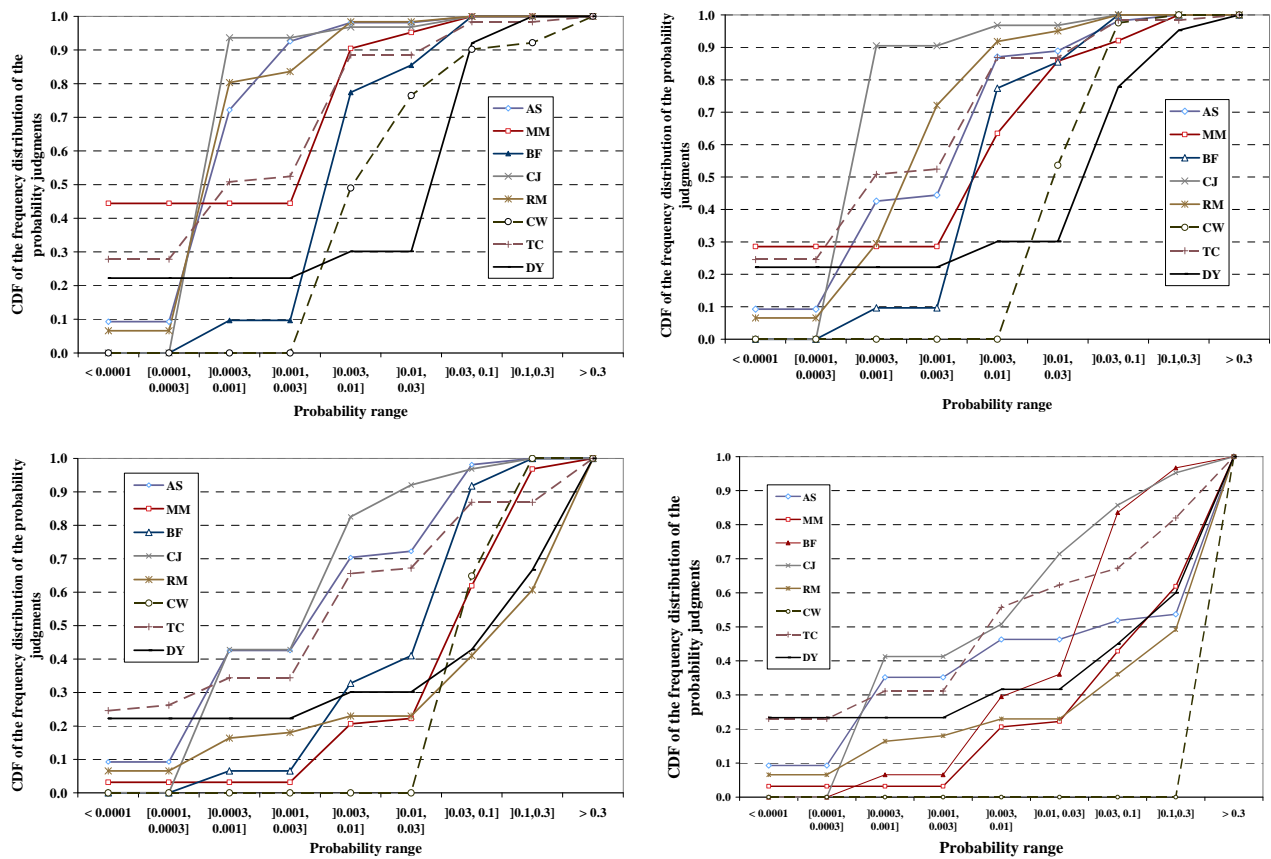 CDF of the frequency distribution of the
probability judgments
1.0
0.9
0.8
0.7
0.6
0.5
0.4
0.3
0.2
0.1
0.0
AS
MM
BF
CJ
RM
CW
TC
DY
< 0.0001 [0.0001, ]0.0003, ]0.001, ]0.003, ]0.01, ]0.03, 0.1] ]0.1,0.3] > 0.3
0.0003] 0.001] 0.003] 0.01] 0.03]
Probability range
CDF of the frequency distribution of the probability
judgments
1.0
0.9
0.8
0.7
0.6
0.5
0.4
0.3
0.2
0.1
0.0
AS
MM
BF
CJ
RM
CW
TC
DY
< 0.0001 [0.0001, ]0.0003, ]0.001, ]0.003, ]0.01, ]0.03, 0.1] ]0.1,0.3] > 0.3
0.0003] 0.001] 0.003] 0.01] 0.03]
Probability range
CDF of the frequency distribution of the probability
judgments
1.0
0.9
0.8
0.7
0.6
0.5
0.4
0.3
0.2
0.1
0.0
AS
MM
BF
CJ
RM
CW
TC
DY
< 0.0001 [0.0001, ]0.0003, ]0.001, ]0.003, ]0.01, ]0.03, 0.1] ]0.1,0.3] > 0.3
0.0003] 0.001] 0.003] 0.01] 0.03]
Probability range
CDF of the frequency distribution of the
probability judgments
1.0
0.9
0.8
0.7
0.6
0.5
0.4
0.3
0.2
0.1
0.0
AS
MM
BF
CJ
RM
CW
TC
DY
< 0.0001 [0.0001, ]0.0003, ]0.001, ]0.003, ]0.01, 0.03] ]0.03, 0.1] ]0.1,0.3] > 0.3
0.0003] 0.001] 0.003] 0.01]
Probability range